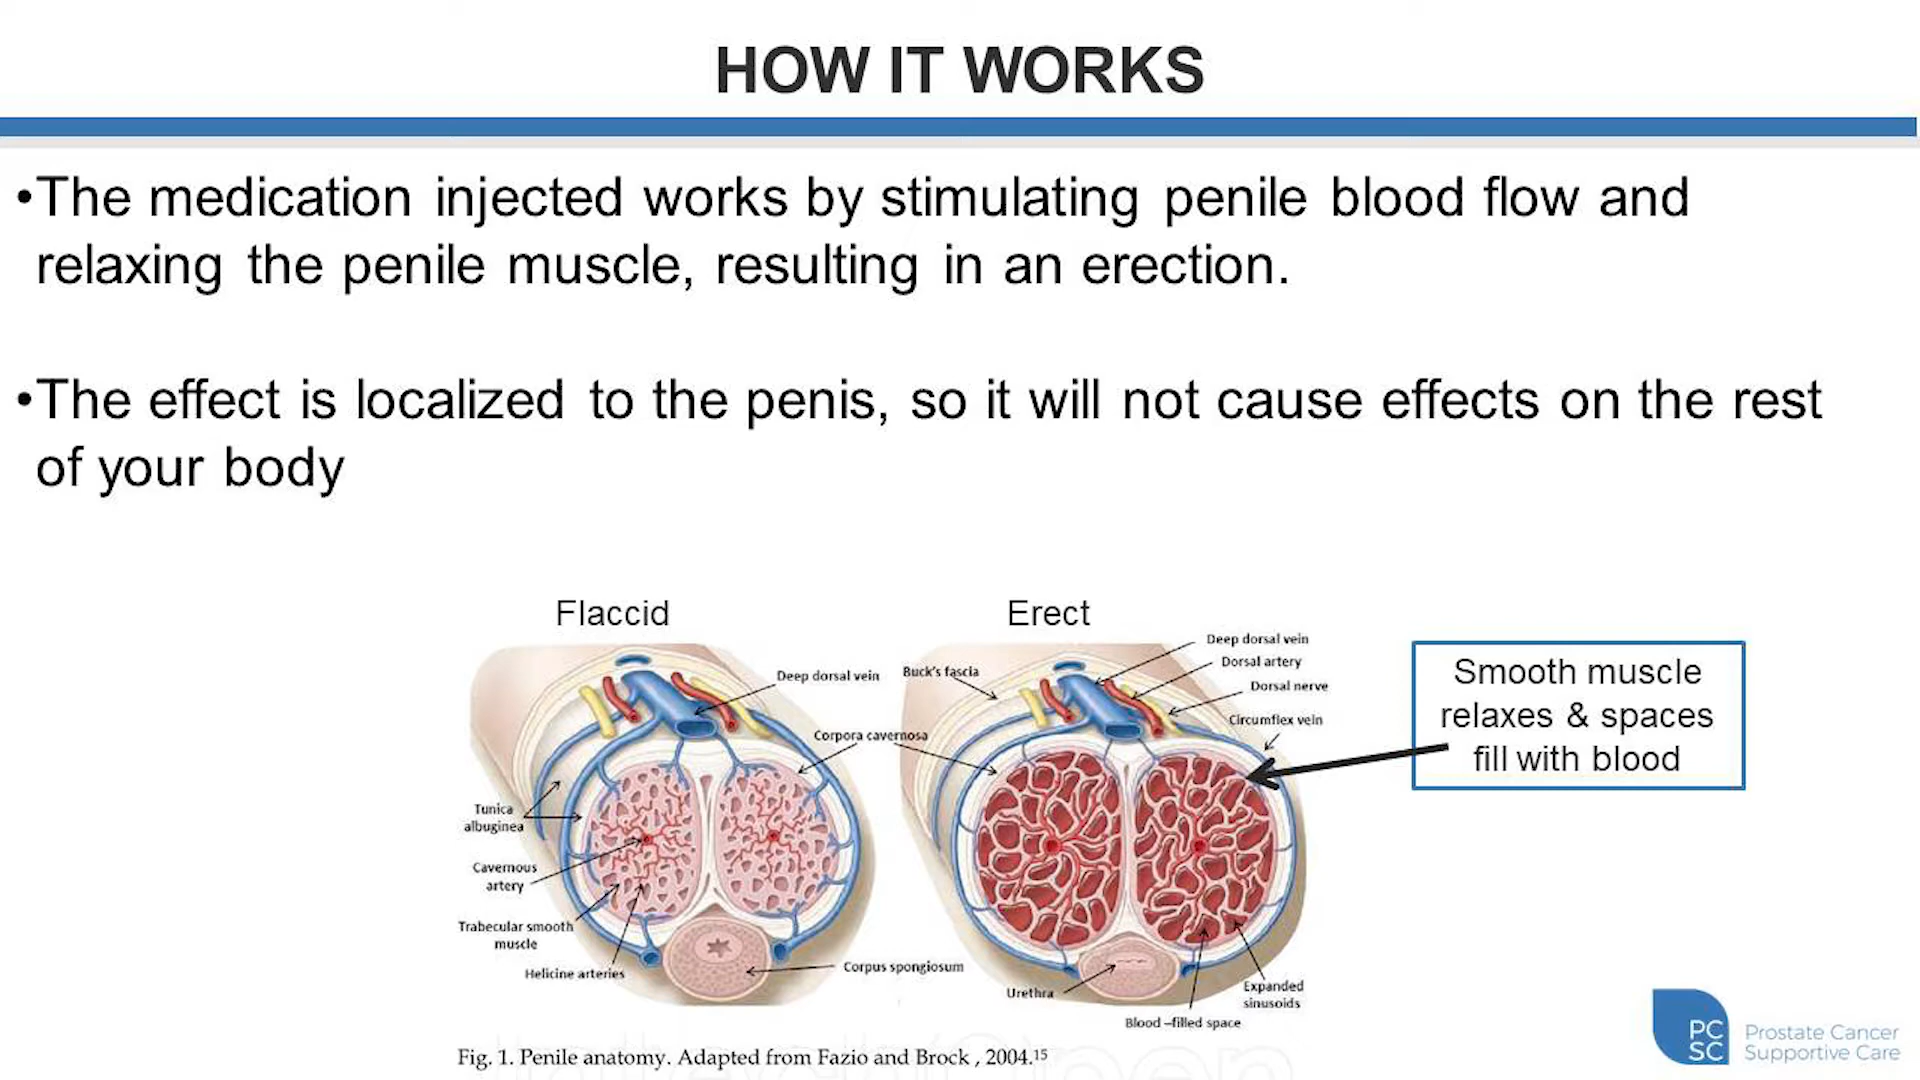 HOW IT WORKS
•The medication injected works by stimulating penile blood flow and
relaxing the penile muscle, resulting in an erection.
•The effect is localized to the penis, so it will not cause effects on the rest
of your body
Flaccid
Erect
Deep dorsal vein
Buck's fascia
Corpora cavernosa
Tunica
albuginea
Cavernous
artery
Trabecular smooth
muscle
Helicine arteries
Corpus spongiosum
Deep dorsal vein
Dorsal artery
Dorsal nerve
Circumflex vein
Urethra
Blood –filled space
Expanded
sinusoids
Smooth muscle
relaxes & spaces
fill with blood
Fig. 1. Penile anatomy. Adapted from Fazio and Brock , 2004.15
PC
SC
Prostate Cancer
Supportive Care